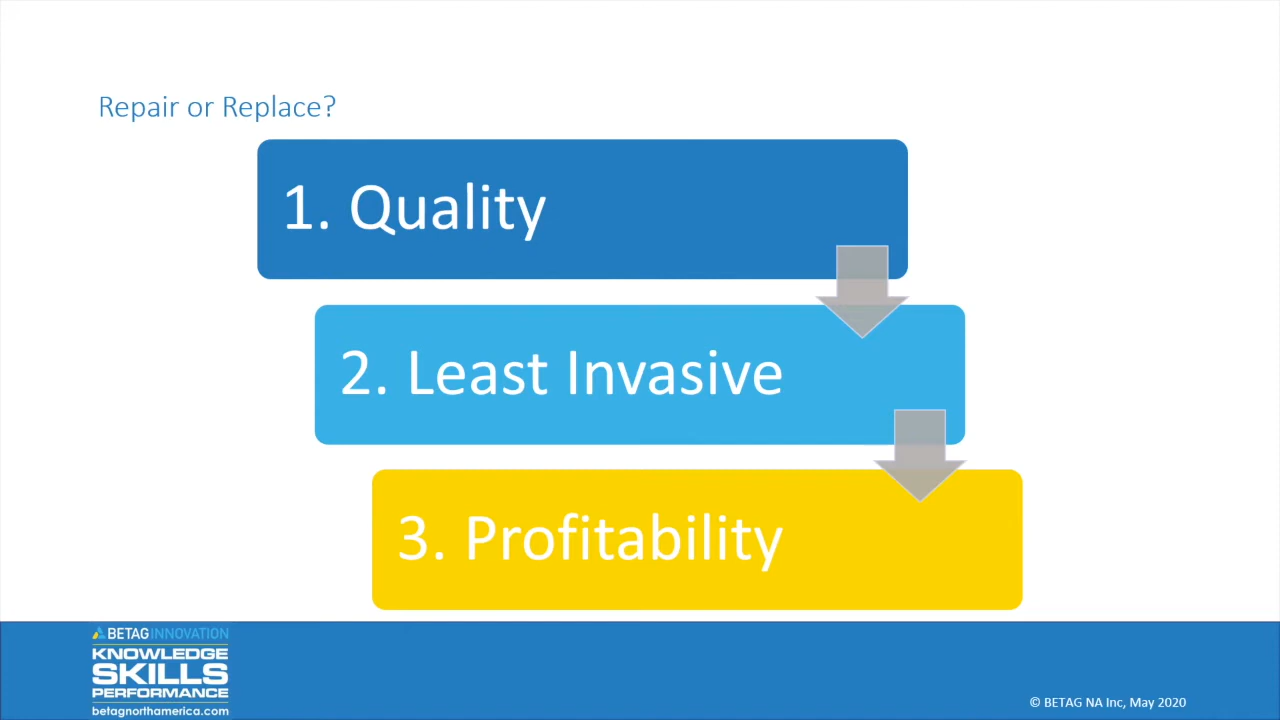 Repair or Replace?
1. Quality
2. Least Invasive
3. Profitability
BETAG INNOVATION
KNOWLEDGE
SKILLS
PERFORMANCE
betagnorthamerica.com
© BETAG NA Inc, May 2020